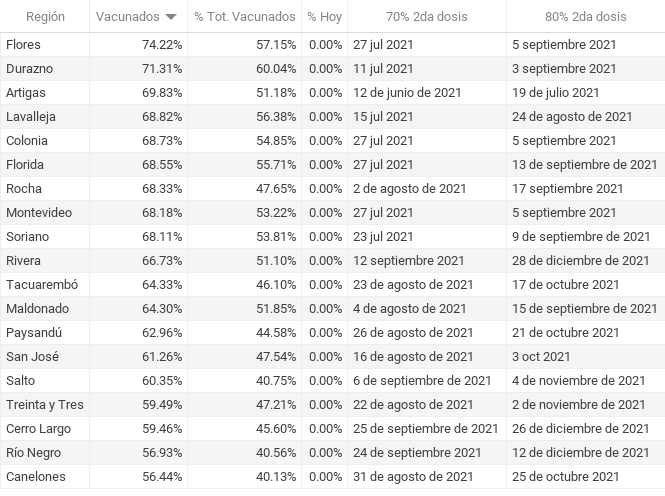 Región Vacunados % Tot. Vacunados % Hoy 70% 2da dosis 80% 2da dosis
Flores 74.22% 57.15% 0.00% 27 jul 2021 5 septiembre 2021
Durazno 71.31% 60.04% 0.00% 11 jul 2021 3 septiembre 2021
Artigas 69.83% 51.18% 0.00% 12 de junio de 2021 19 de julio 2021
Lavalleja 68.82% 56.38% 0.00% 15 jul 2021 24 de agosto de 2021
Colonia 68.73% 54.85% 0.00% 27 jul 2021 5 septiembre 2021
Florida 68.55% 55.71% 0.00% 27 jul 2021 13 de septiembre de 2021
Rocha 68.33% 47.65% 0.00% 2 de agosto de 2021 17 septiembre 2021
Montevideo 68.18% 53.22% 0.00% 27 jul 2021 5 septiembre 2021
Soriano 68.11% 53.81% 0.00% 23 jul 2021 9 de septiembre de 2021
Rivera 66.73% 51.10% 0.00% 12 septiembre 2021 28 de diciembre de 2021
Tacuarembó 64.33% 46.10% 0.00% 23 de agosto de 2021 17 de octubre 2021
Maldonado 64.30% 51.85% 0.00% 4 de agosto de 2021 15 de septiembre de 2021
Paysandú 62.96% 44.58% 0.00% 26 de agosto de 2021 21 de octubre 2021
San José 61.26% 47.54% 0.00% 16 de agosto de 2021 3 oct 2021
Salto 60.35% 40.75% 0.00% 6 de septiembre de 2021 4 de noviembre de 2021
Treinta y Tres 59.49% 47.21% 0.00% 22 de agosto de 2021 2 de noviembre de 2021
Cerro Largo 59.46% 45.60% 0.00% 25 de septiembre de 2021 26 de diciembre de 2021
Río Negro 56.93% 40.56% 0.00% 24 de septiembre 2021 12 de diciembre de 2021
Canelones 56.44% 40.13% 0.00% 31 de agosto de 2021 25 de octubre 2021